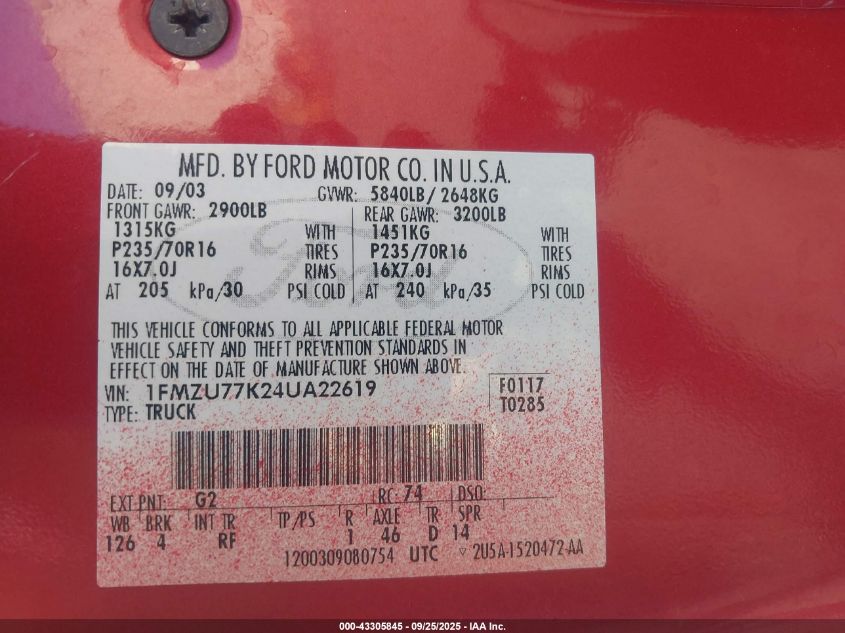 MFD. BY FORD MOTOR CO. IN U.S.A.
DATE: 09/03 GVWR: 5840LB/ 2648KG
FRONT GAWR: 2900LB REAR GAWR: 3200LB
1315KG WITH 1451KG WITH
P235/70R16 TIRES P235/70R16 TIRES
16X7.0J RIMS 16X7.0J RIMS
AT 205 kPa/30 PSI COLD AT 240 kPa/35 PSI COLD
Ford
THIS VEHICLE CONFORMS TO ALL APPLICABLE FEDERAL MOTOR
VEHICLE SAFETY AND THEFT PREVENTION STANDARDS IN
EFFECT ON THE DATE OF MANUFACTURE SHOWN ABOVE.
VIN: 1FMZU77K24UA22619 F0117
TYPE: TRUCK T0285
EXT PNT: G2 RC: 74 DSO:
WB BRK INT TR TP/PS R AXLE TR SPR
126 4 RF 1 46 D 14
1200309080754 UTC 2U5A-1520472-AA
000-43305845 - 09/25/2025 - IAA Inc.